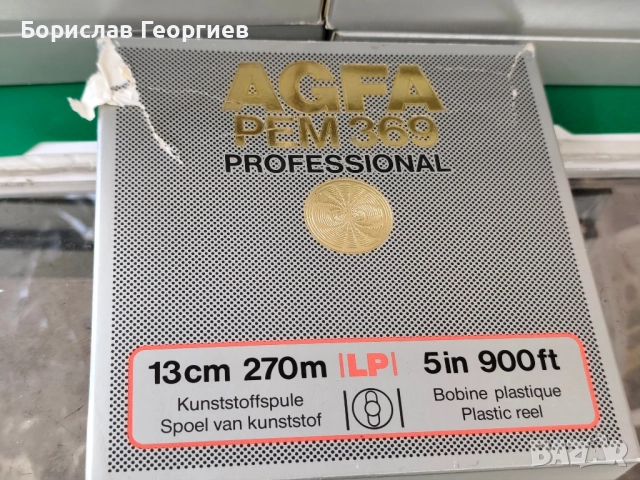 Борислав Георгиев
AGFA
PEM 369
PROFESSIONAL
13cm 270m |LP| 5in 900ft
Kunststoffspule Bobine plastique
Spoel van kunststof Plastic reel
BAZAR